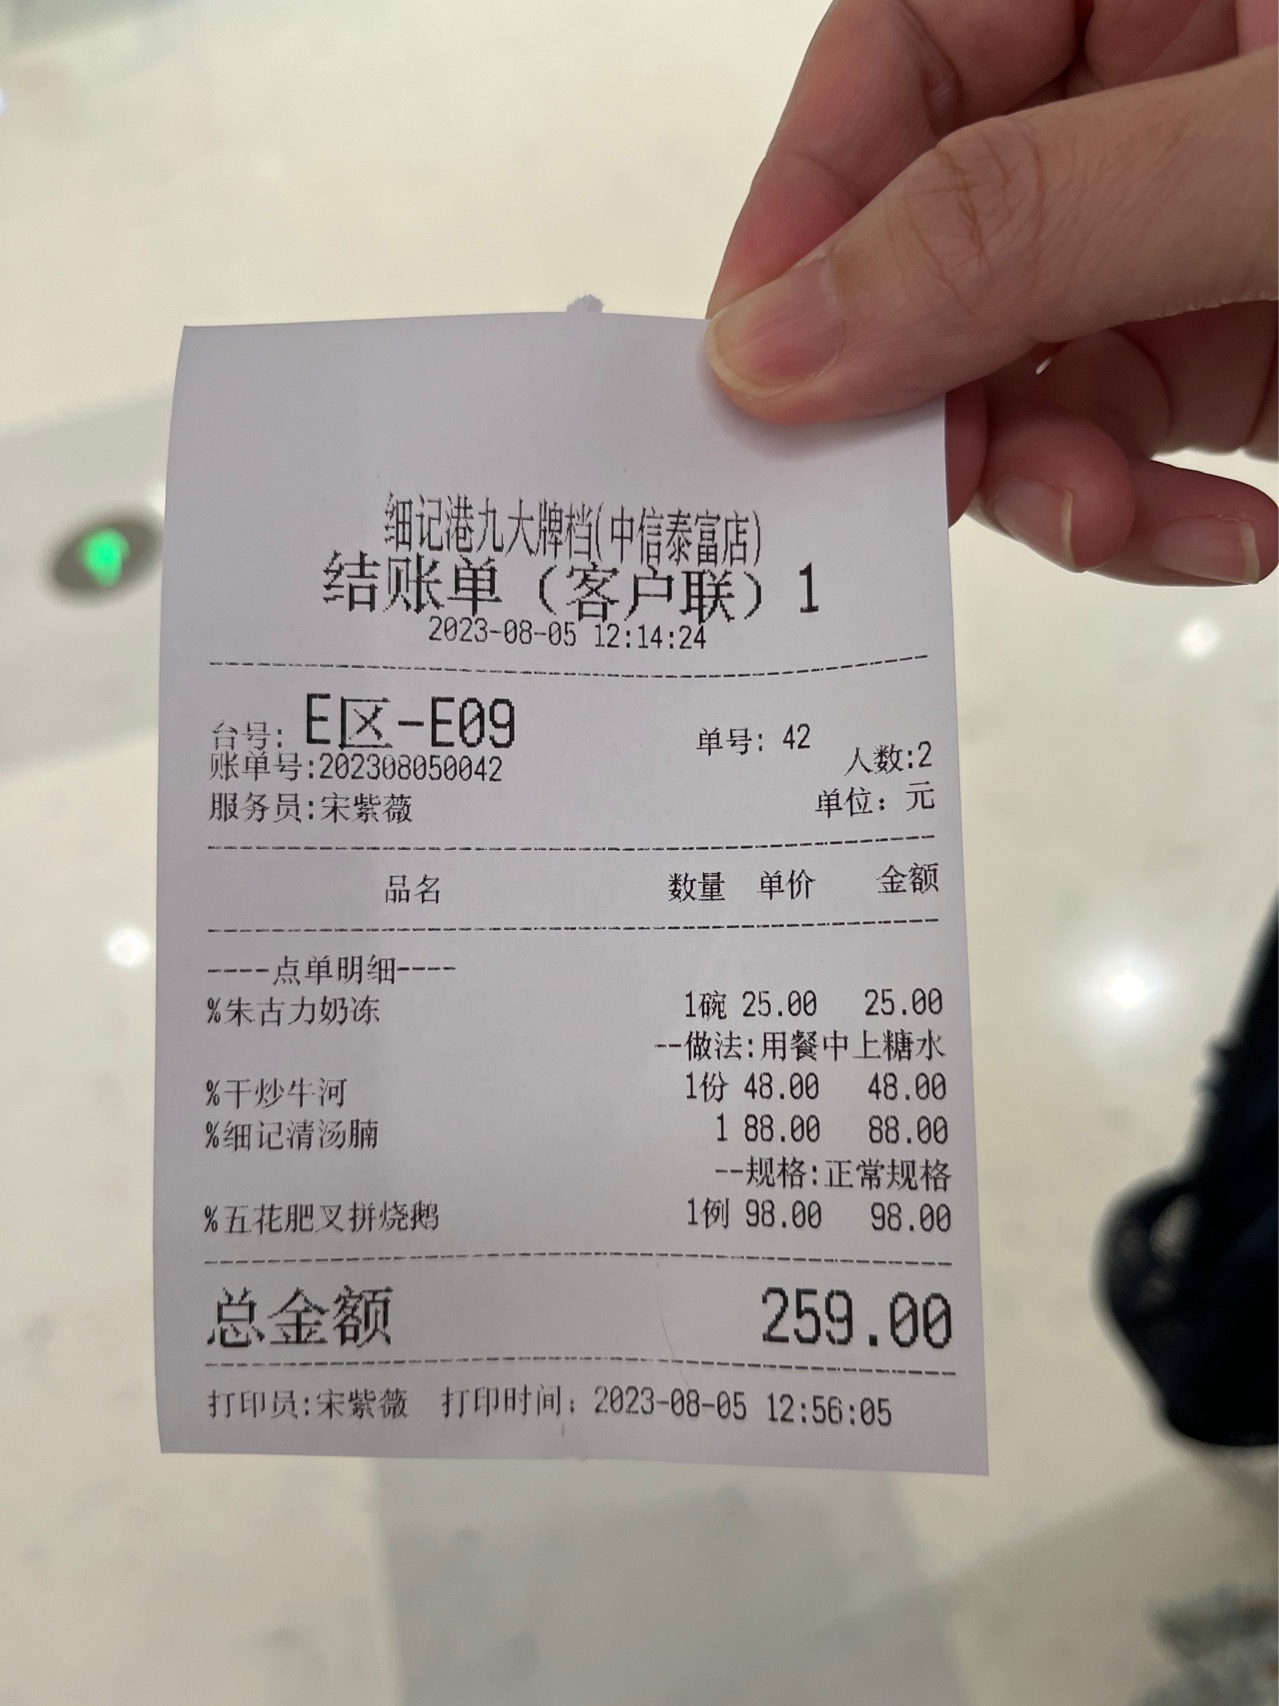 细记港九大牌档(中信泰富店)
结账单（客户联）1
2023-08-05 12:14:24
台号: E区-E09 单号: 42
账单号:202308050042 人数:2
服务员:宋紫薇 单位: 元
品名 数量 单价 金额
----点单明细----
%朱古力奶冻 1碗 25.00 25.00
--做法:用餐中上糖水
%干炒牛河 1份 48.00 48.00
%细记清汤腩 1 88.00 88.00
--规格:正常规格
%五花肥叉拼烧鹅 1例 98.00 98.00
总金额 259.00
打印员:宋紫薇 打印时间: 2023-08-05 12:56:05